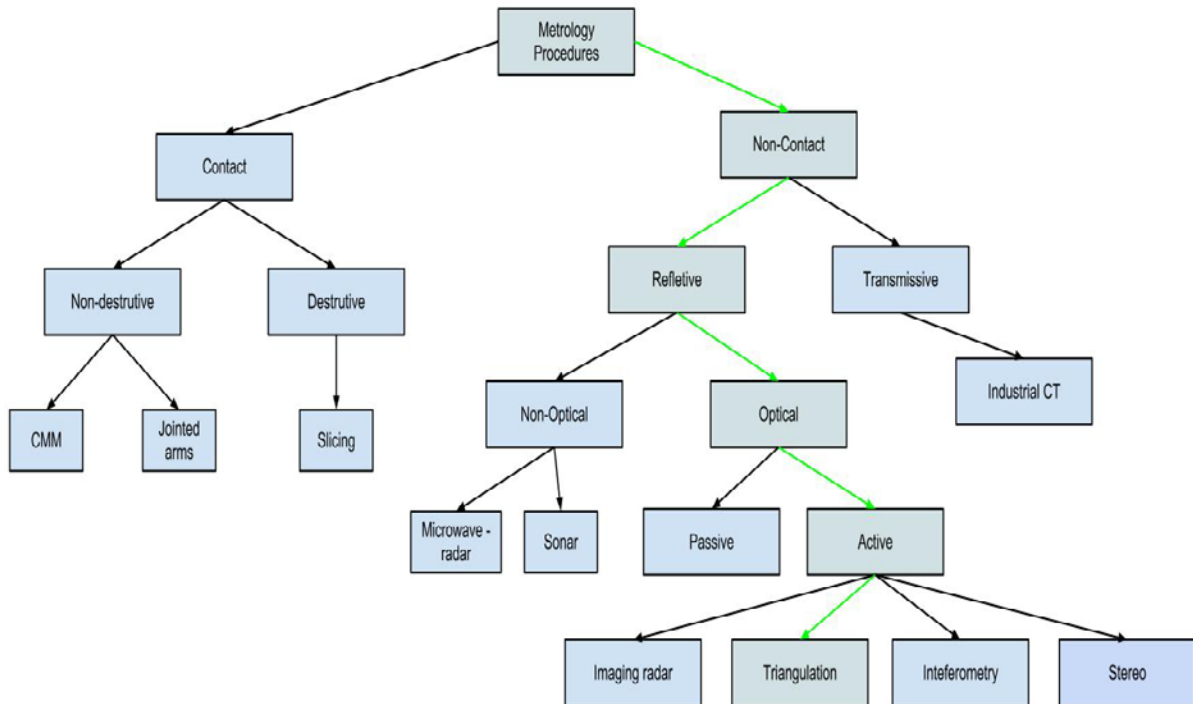 Metrology
Procedures
Non-Contact
Contact
Refletive
Transmissive
Non-destrutive
Destrutive
Industrial CT
Non-Optical
Optical
CMM
Jointed
arms
Slicing
Microwave -
radar
Sonar
Passive
Active
Imaging radar
Triangulation
Inteferometry
Stereo